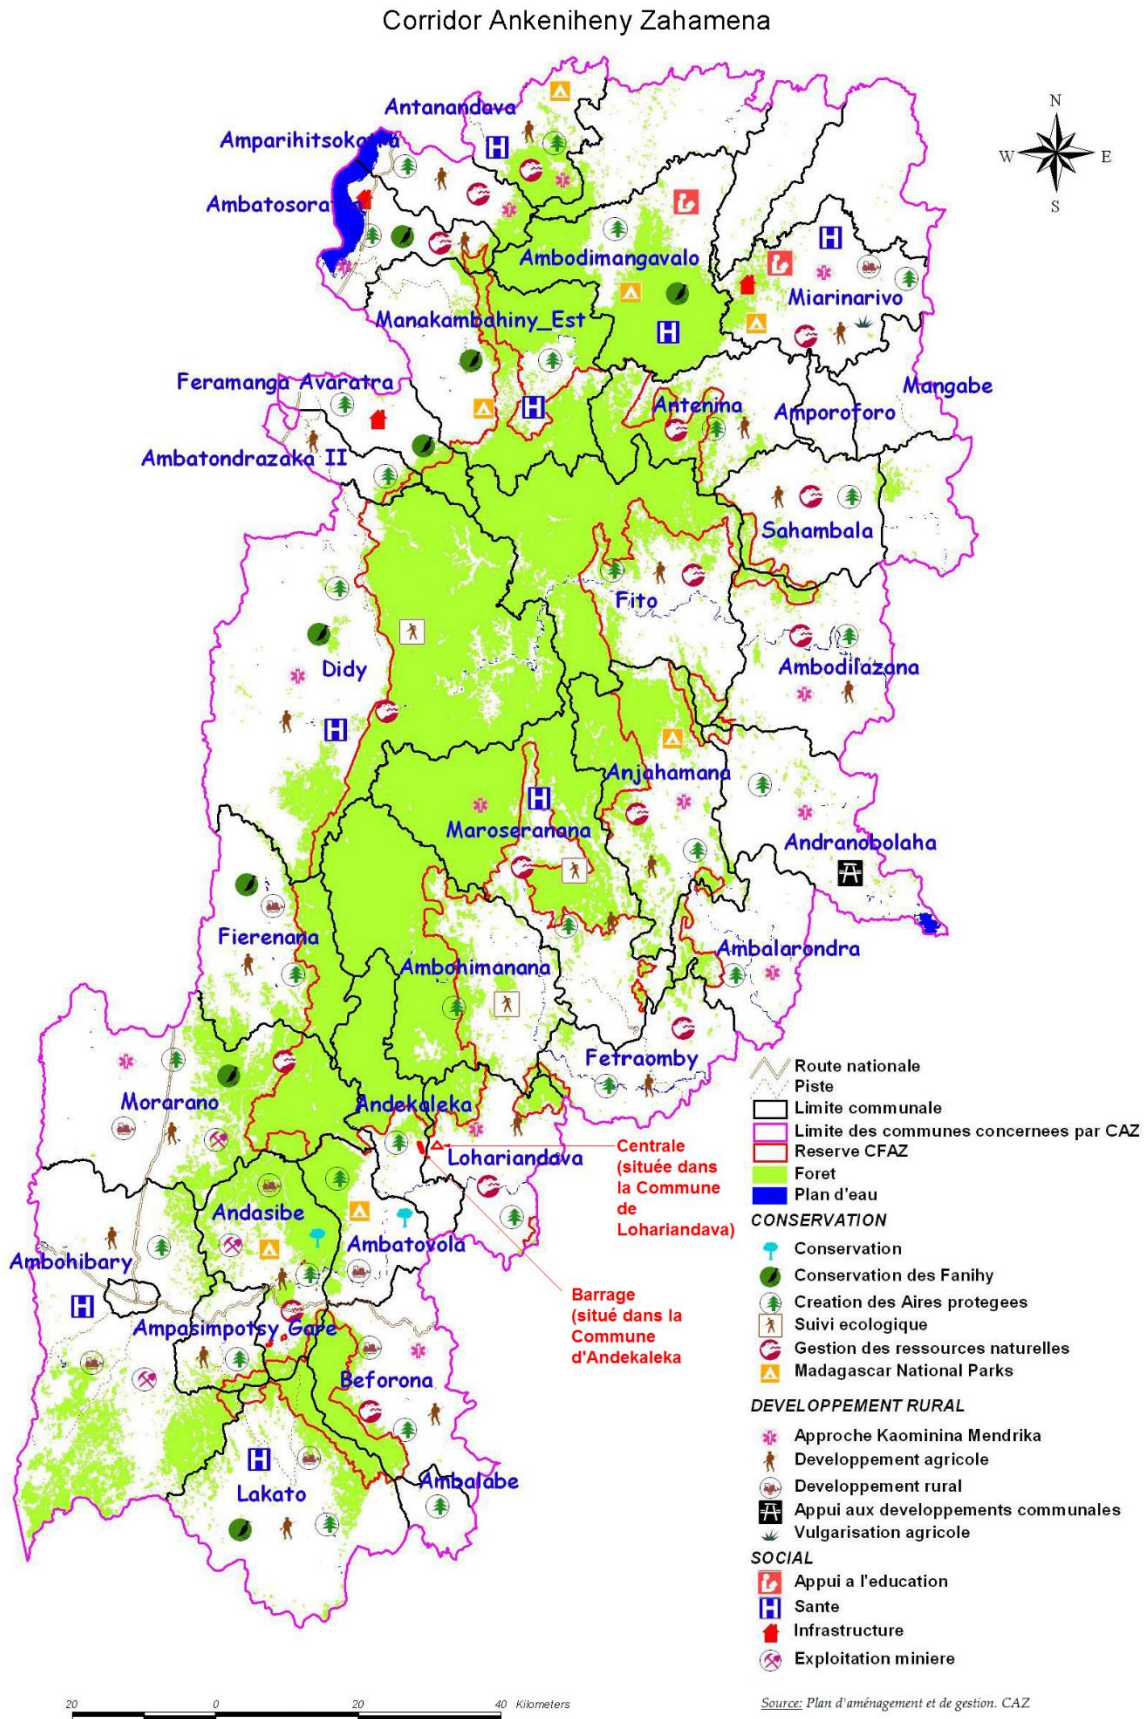 Corridor Ankeniheny Zahamena
Antanandava
Amparihitsokatra
Ambatosoratra
N
W
E
S
Ambodimangavalo
Miarinarivo
Manakambahiny_Est
Feramanga Avaratra
Antenina
Amporoforo
Mangabe
Ambatondrazaka II
Sahambala
Fito
Didy
Ambodilazana
Anjahamana
Maroseranana
Andranobolaha
Fierenana
Ambohimanana
Ambalarondra
Fetraomby
Morarano
Andekaleka
Lohariandava
Andasibe
Ambatovola
Ambohibary
Ampasimpotsy Gare
Beforona
Lakato
Ambalabe
Centrale
(située dans
la Commune
de
Lohariandava)
Barrage
(situé dans la
Commune
d'Andekaleka
Route nationale
Piste
Limite communale
Limite des communes concernees par CAZ
Reserve CFAZ
Foret
Plan d'eau
CONSERVATION
Conservation
Conservation des Fanihy
Creation des Aires protegees
Suivi ecologique
Gestion des ressources naturelles
Madagascar National Parks
DEVELOPPEMENT RURAL
Approche Kaominina Mendrika
Developpement agricole
Developpement rural
Appui aux developpements communales
Vulgarisation agricole
SOCIAL
Appui a l'education
Sante
Infrastructure
Exploitation miniere
20 0 20 40 Kilometers
Source: Plan d'aménagement et de gestion. CAZ